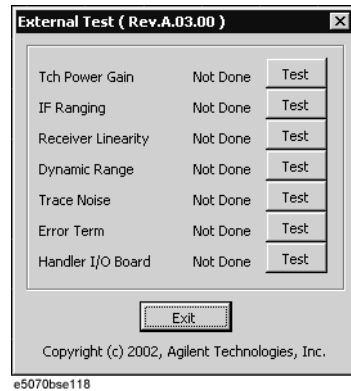 External Test ( Rev.A.03.00 )
Tch Power Gain Not Done Test
IF Ranging Not Done Test
Receiver Linearity Not Done Test
Dynamic Range Not Done Test
Trace Noise Not Done Test
Error Term Not Done Test
Handler I/O Board Not Done Test
Exit
Copyright (c) 2002, Agilent Technologies, Inc.
e5070bse118